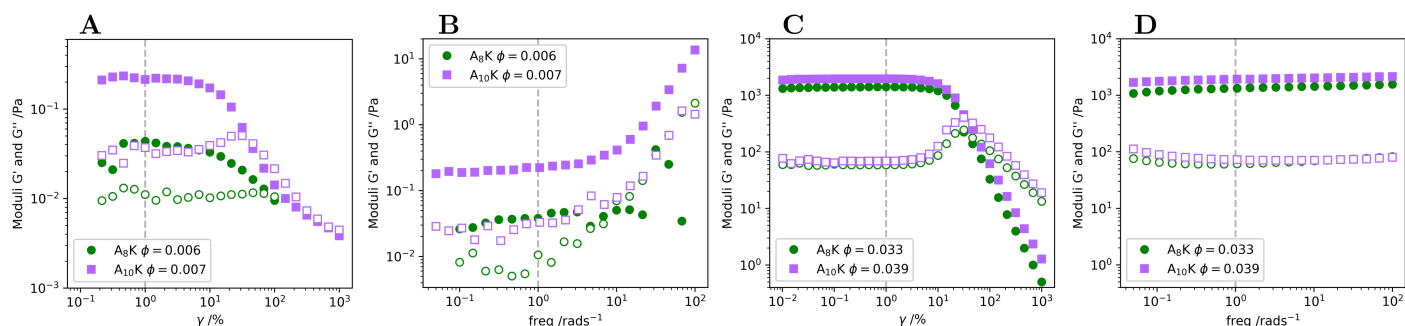 A
Moduli G' and G'' /Pa
10⁻¹
10⁻²
10⁻³
A₈K ϕ = 0.006
A₁₀K ϕ = 0.007
10⁻¹ 10⁰ 10¹ 10² 10³
γ /%
B
Moduli G' and G'' /Pa
10¹
10⁰
10⁻¹
10⁻²
A₈K ϕ = 0.006
A₁₀K ϕ = 0.007
10⁻¹ 10⁰ 10¹ 10²
freq /rads⁻¹
C
Moduli G' and G'' /Pa
10⁴
10³
10²
10¹
10⁰
A₈K ϕ = 0.033
A₁₀K ϕ = 0.039
10⁻² 10⁻¹ 10⁰ 10¹ 10² 10³
γ /%
D
Moduli G' and G'' /Pa
10⁴
10³
10²
10¹
10⁰
A₈K ϕ = 0.033
A₁₀K ϕ = 0.039
10⁻¹ 10⁰ 10¹ 10²
freq /rads⁻¹